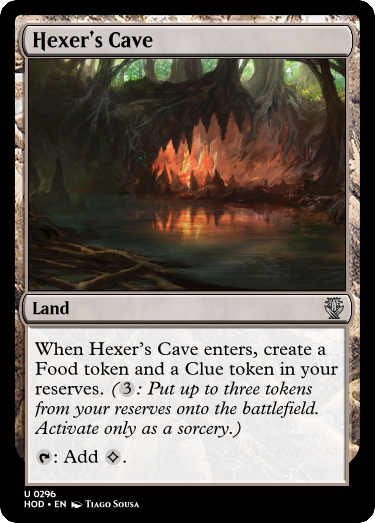 Hexer's Cave
Land
When Hexer's Cave enters, create a
Food token and a Clue token in your
reserves. (3: Put up to three tokens
from your reserves onto the battlefield.
Activate only as a sorcery.)
: Add .
U 0296
HOD • EN Tiago Sousa